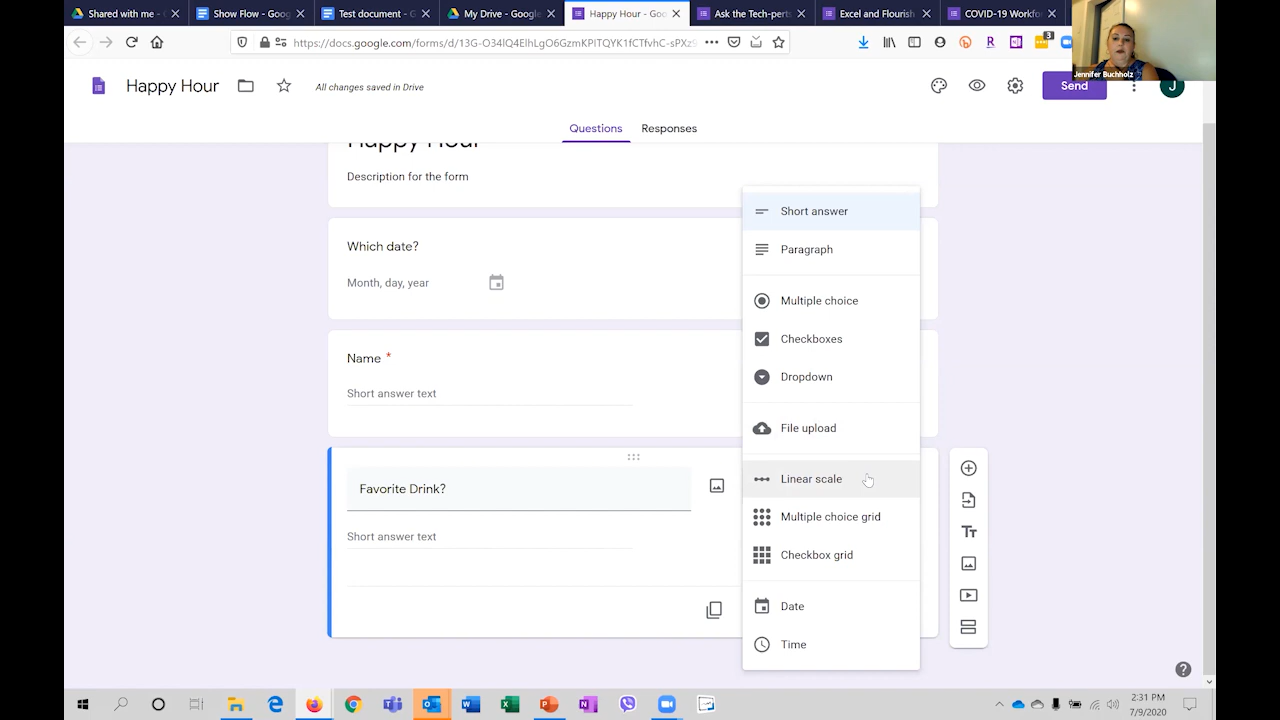 Shared with me - G
Show Flow - Goog
Test document - G
My Drive - Google
Happy Hour - Goo
Ask the Tech-perts
Excel and Flourish
COVID-19 Workfo
https://docs.google.com/forms/d/13G-O34lQ4ElhLgO6GzmKPITQYK1fCTfvhC-sPXz9
3
Jennifer Buchholz
Happy Hour
All changes saved in Drive
Send
J
Questions
Responses
Happy Hour
Description for the form
Which date?
Month, day, year
Name *
Short answer text
Favorite Drink?
Short answer text
Short answer
Paragraph
Multiple choice
Checkboxes
Dropdown
File upload
Linear scale
Multiple choice grid
Checkbox grid
Date
Time
Tт
2:31 PM
7/9/2020